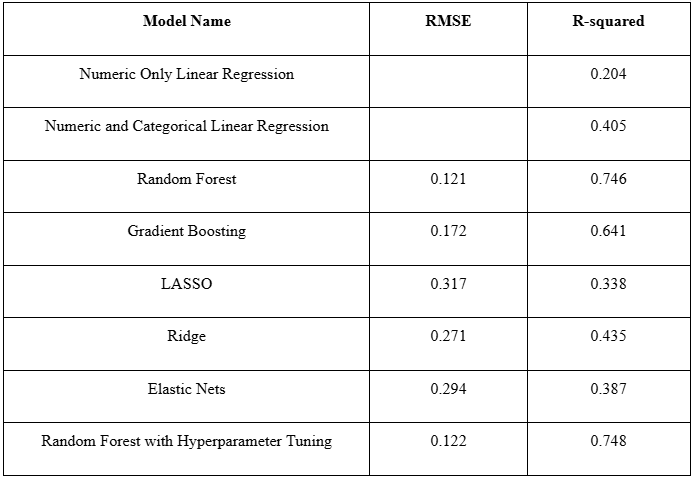 Model Name RMSE R-squared
Numeric Only Linear Regression 0.204
Numeric and Categorical Linear Regression 0.405
Random Forest 0.121 0.746
Gradient Boosting 0.172 0.641
LASSO 0.317 0.338
Ridge 0.271 0.435
Elastic Nets 0.294 0.387
Random Forest with Hyperparameter Tuning 0.122 0.748